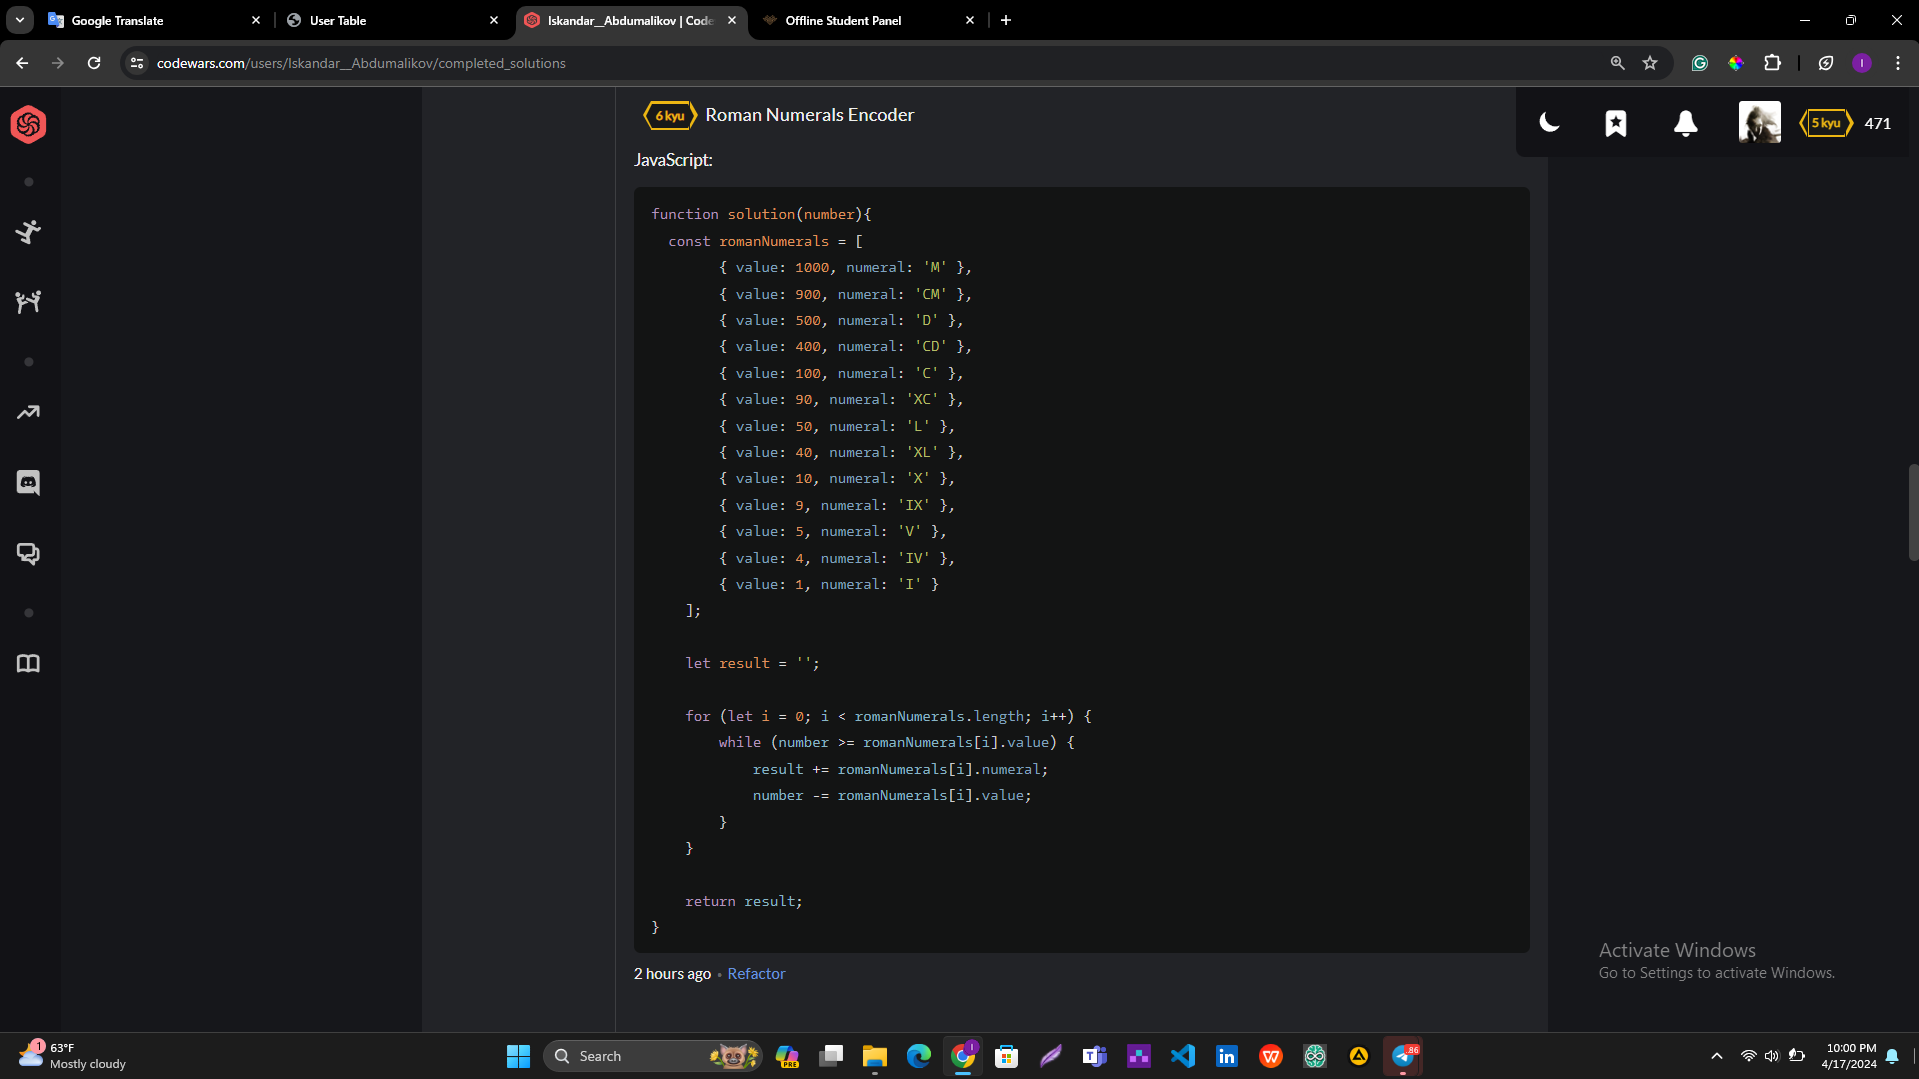 Google Translate
User Table
Iskandar__Abdumalikov | Code
Offline Student Panel
codewars.com/users/Iskandar__Abdumalikov/completed_solutions
I
6 kyu Roman Numerals Encoder
5 kyu 471
JavaScript:
function solution(number){
  const romanNumerals = [
        { value: 1000, numeral: 'M' },
        { value: 900, numeral: 'CM' },
        { value: 500, numeral: 'D' },
        { value: 400, numeral: 'CD' },
        { value: 100, numeral: 'C' },
        { value: 90, numeral: 'XC' },
        { value: 50, numeral: 'L' },
        { value: 40, numeral: 'XL' },
        { value: 10, numeral: 'X' },
        { value: 9, numeral: 'IX' },
        { value: 5, numeral: 'V' },
        { value: 4, numeral: 'IV' },
        { value: 1, numeral: 'I' }
    ];
    let result = '';
    for (let i = 0; i < romanNumerals.length; i++) {
        while (number >= romanNumerals[i].value) {
            result += romanNumerals[i].numeral;
            number -= romanNumerals[i].value;
        }
    }
    return result;
}
2 hours ago • Refactor
Activate Windows
Go to Settings to activate Windows.
1
63°F
Mostly cloudy
Search
PRE
86
10:00 PM
4/17/2024